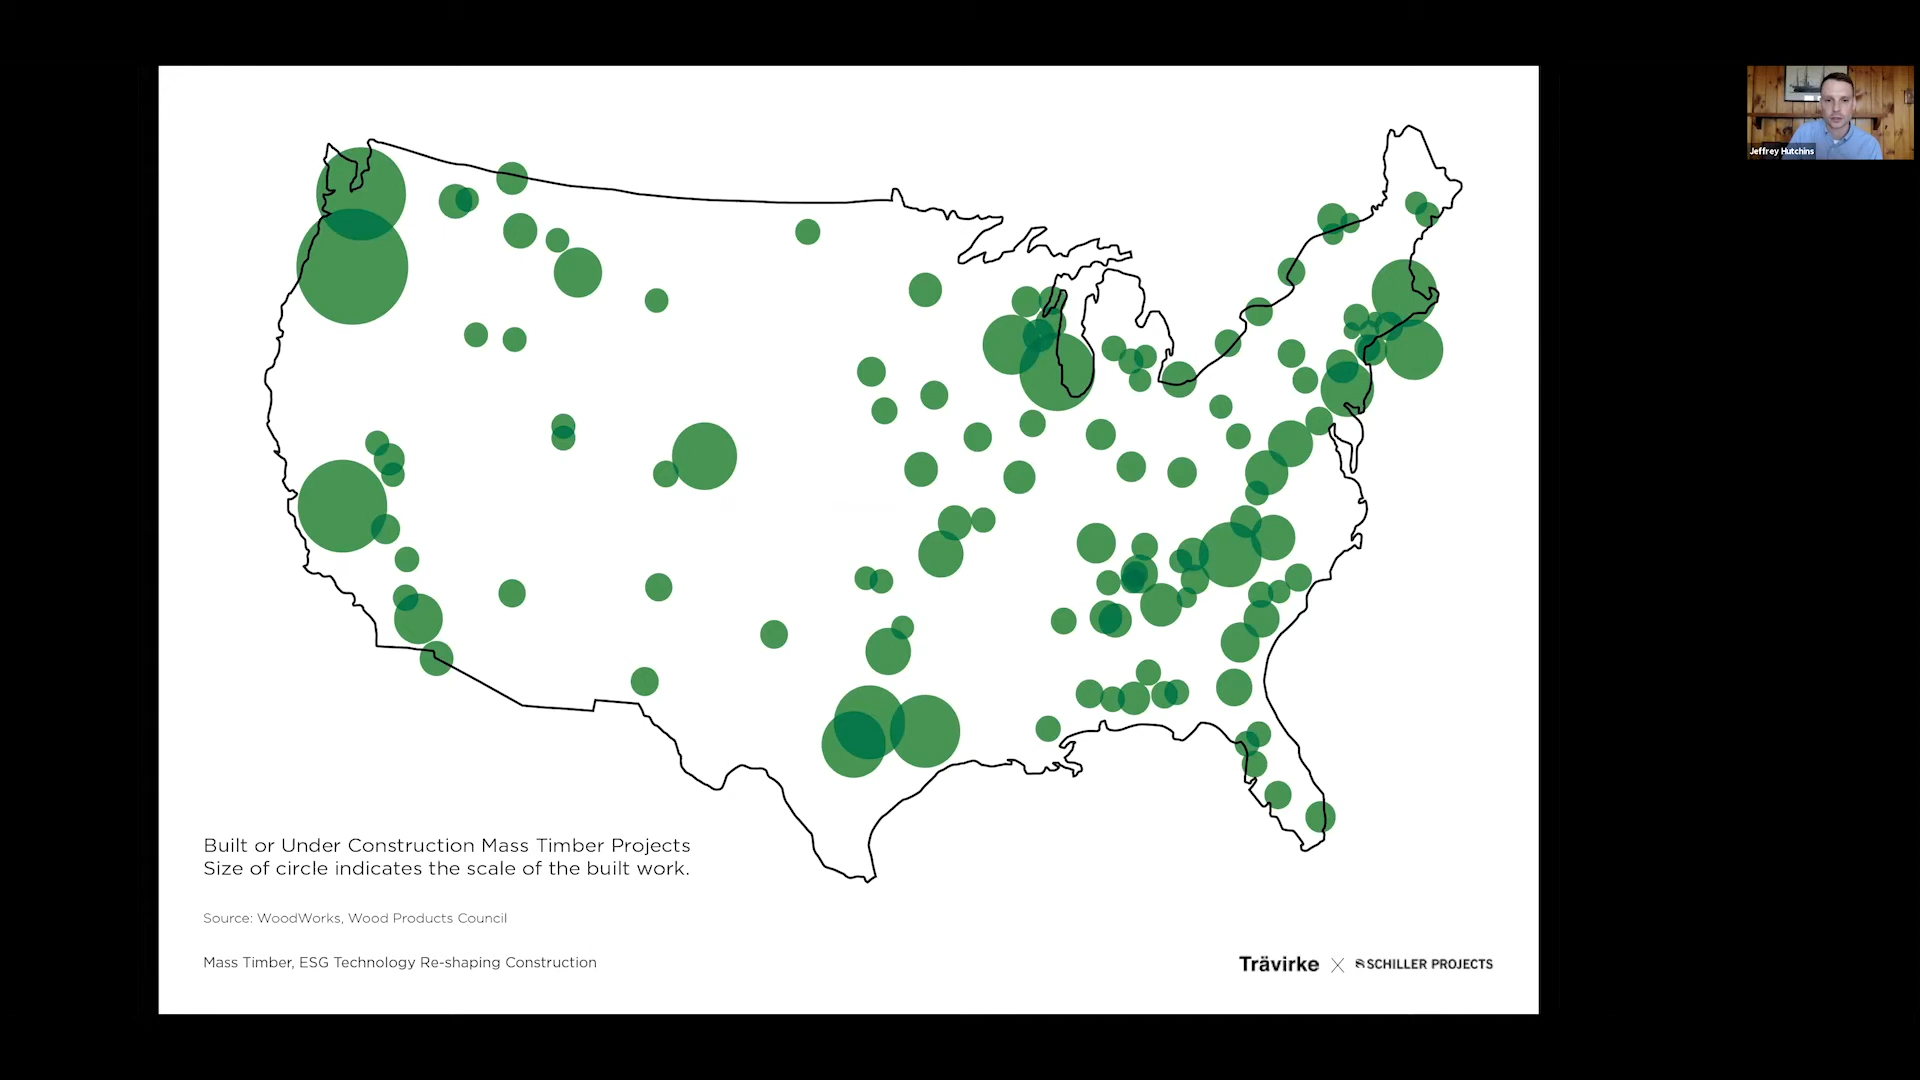 Jeffrey Hutchins
Built or Under Construction Mass Timber Projects
Size of circle indicates the scale of the built work.
Source: WoodWorks, Wood Products Council
Mass Timber, ESG Technology Re-shaping Construction
Trävirke X SCHILLER PROJECTS